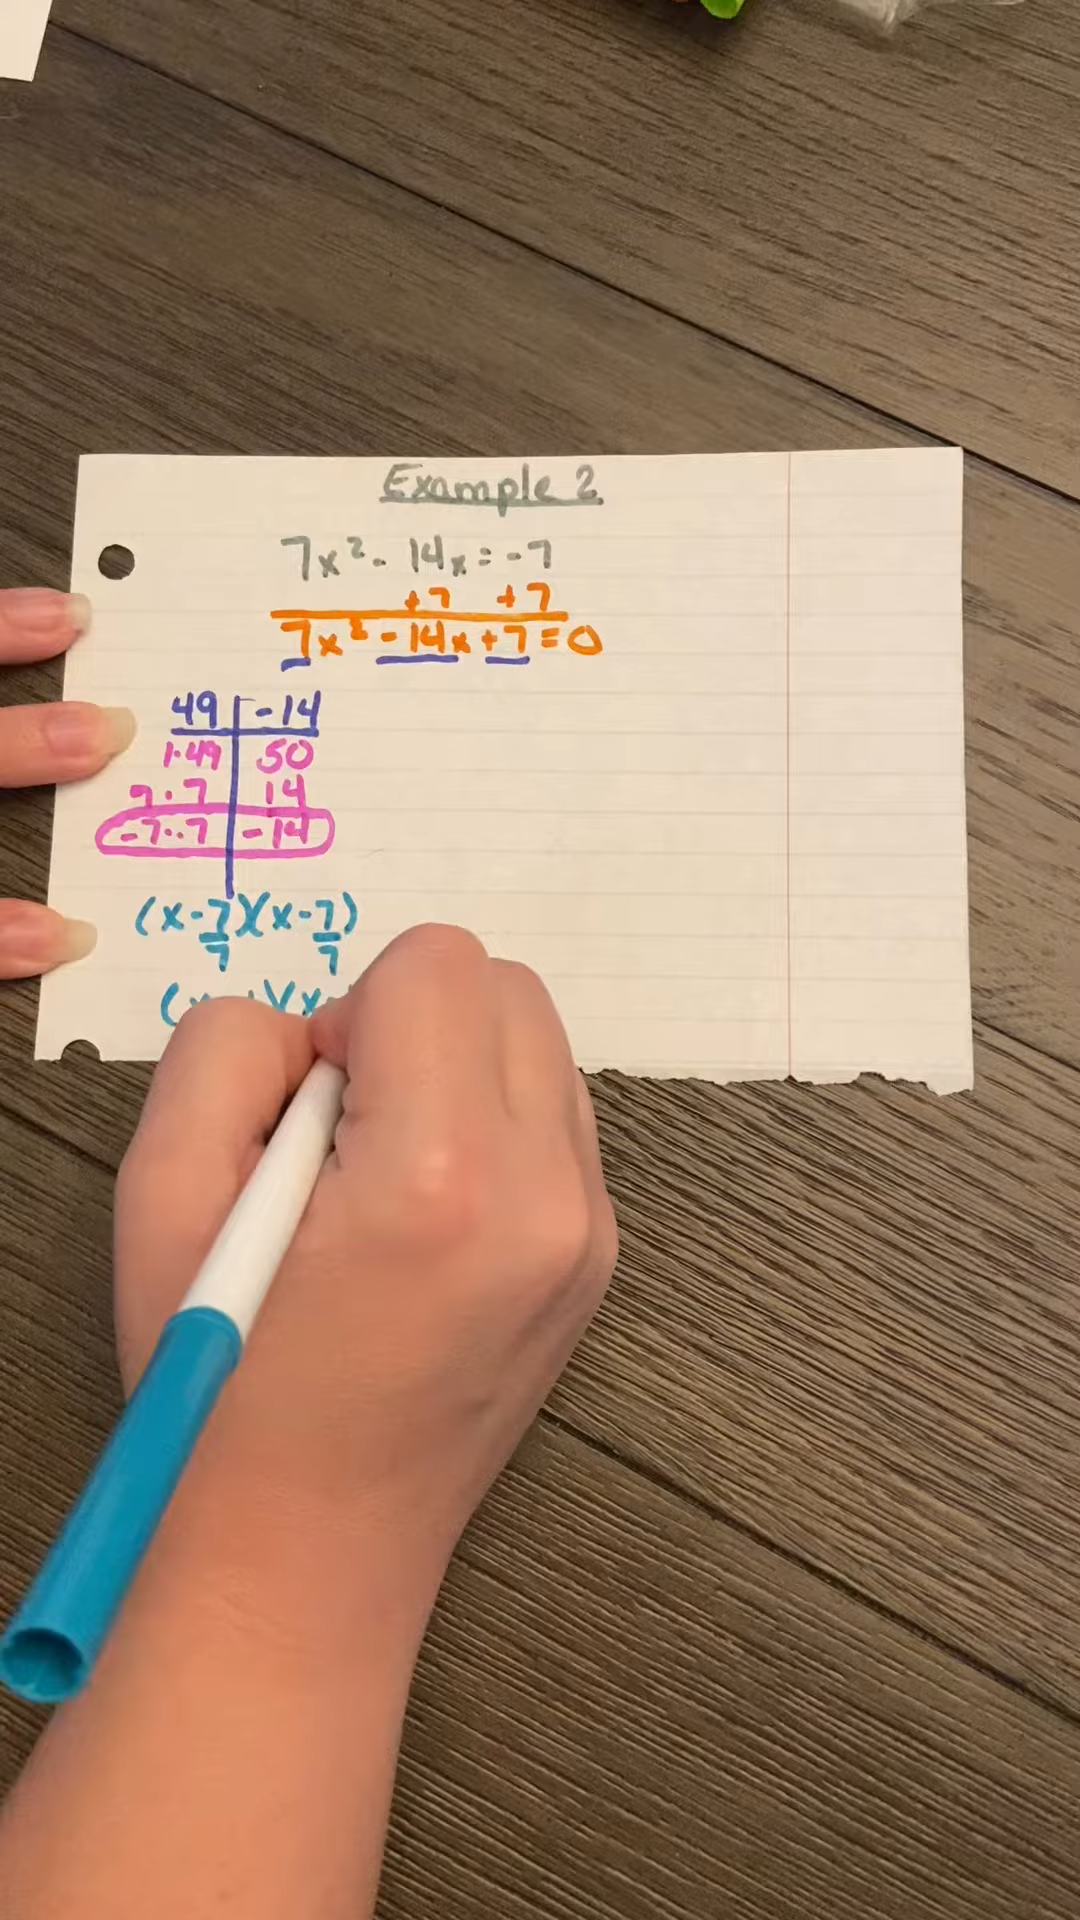 Example 2
7x² - 14x = -7
+7 +7
7x² - 14x + 7 = 0
49 | -14
1·49 | 50
7·7 | 14
-7·-7 | -14
(x - 7/7)(x - 7/7)
(x )(x